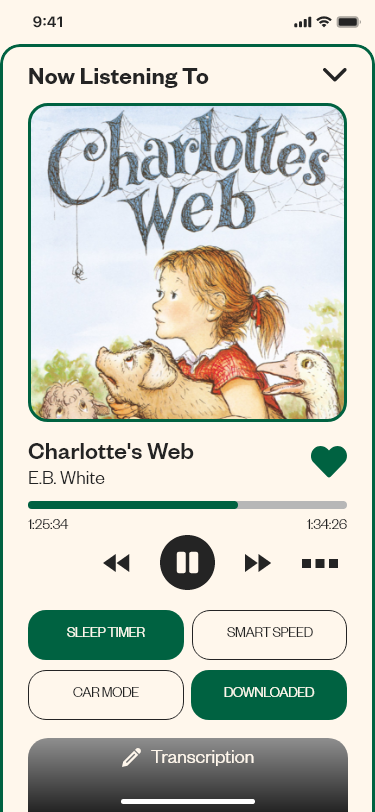 9:41
Now Listening To
Charlotte's
Web
Charlotte's Web
E.B. White
1:25:34
1:34:26
SLEEP TIMER
SMART SPEED
CAR MODE
DOWNLOADED
Transcription